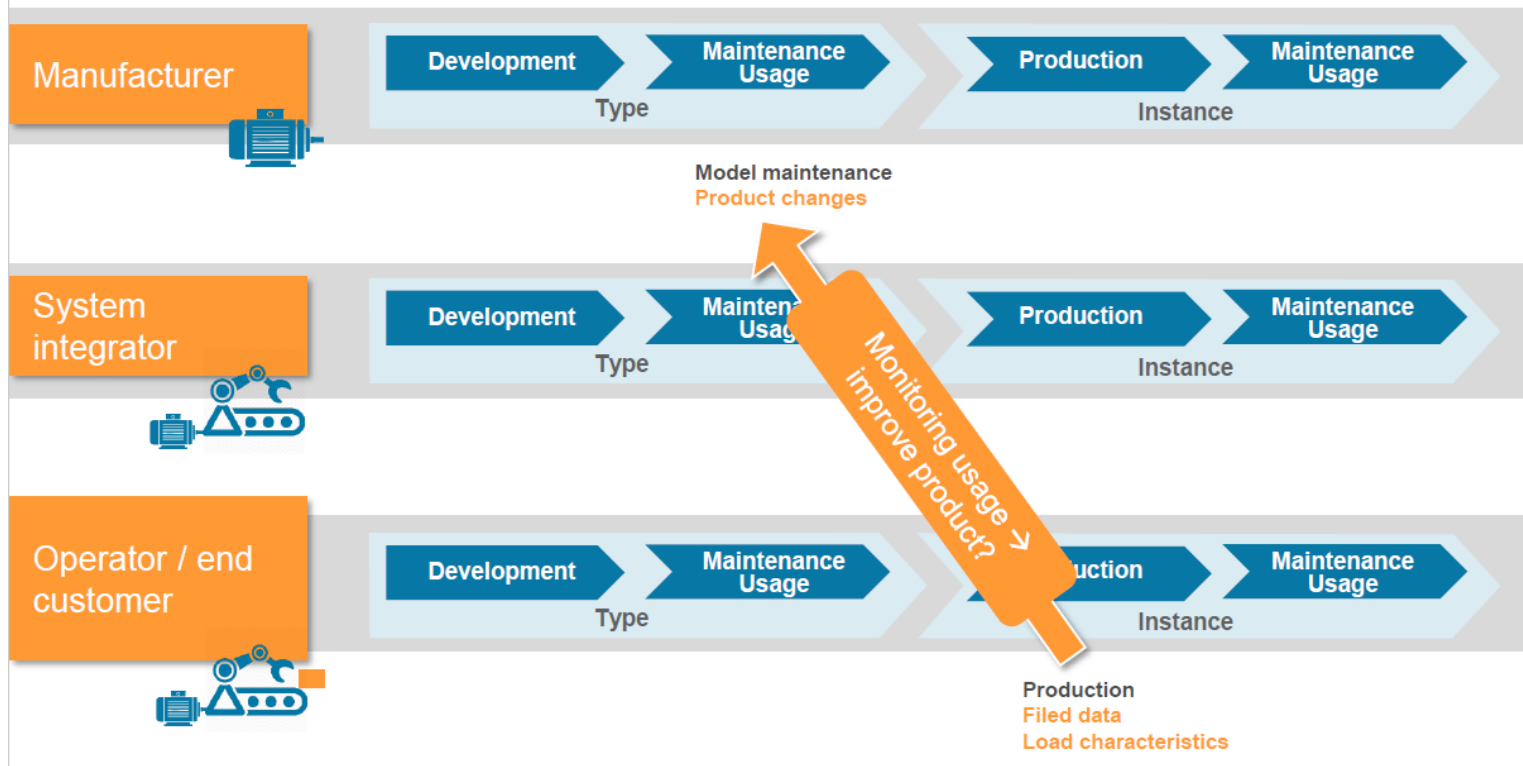 Manufacturer
Development
Maintenance
Usage
Type
Production
Maintenance
Usage
Instance
Model maintenance
Product changes
System
integrator
Development
Type
Production
Maintenance
Usage
Instance
Monitoring usage →
improve product?
Operator / end
customer
Development
Maintenance
Usage
Type
uction
Maintenance
Usage
Instance
Production
Filed data
Load characteristics